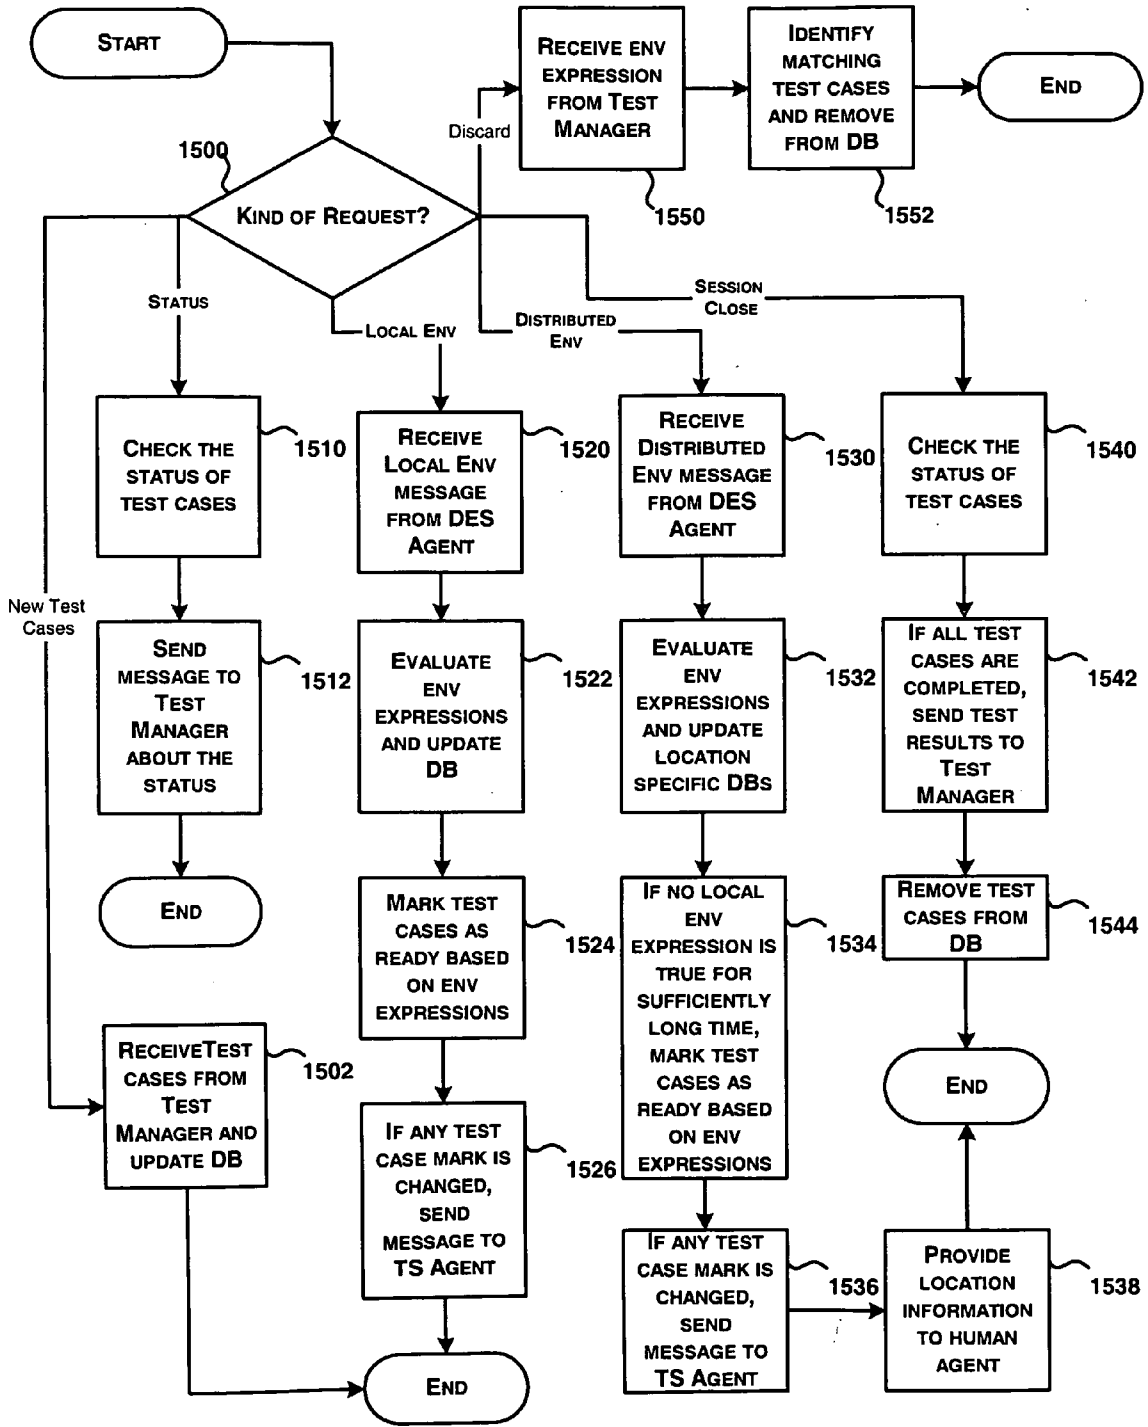 START
RECEIVE ENV
EXPRESSION
FROM TEST
MANAGER
1550
IDENTIFY
MATCHING
TEST CASES
AND REMOVE
FROM DB
1552
END
Discard
1500
KIND OF REQUEST?
STATUS
LOCAL ENV
DISTRIBUTED
ENV
SESSION
CLOSE
New Test
Cases
CHECK THE
STATUS OF
TEST CASES
1510
SEND
MESSAGE TO
TEST
MANAGER
ABOUT THE
STATUS
1512
END
RECEIVETEST
CASES FROM
TEST
MANAGER AND
UPDATE DB
1502
RECEIVE
LOCAL ENV
MESSAGE
FROM DES
AGENT
1520
EVALUATE
ENV
EXPRESSIONS
AND UPDATE
DB
1522
MARK TEST
CASES AS
READY BASED
ON ENV
EXPRESSIONS
1524
IF ANY TEST
CASE MARK IS
CHANGED,
SEND
MESSAGE TO
TS AGENT
1526
END
RECEIVE
DISTRIBUTED
ENV MESSAGE
FROM DES
AGENT
1530
EVALUATE
ENV
EXPRESSIONS
AND UPDATE
LOCATION
SPECIFIC DBS
1532
IF NO LOCAL
ENV
EXPRESSION IS
TRUE FOR
SUFFICIENTLY
LONG TIME,
MARK TEST
CASES AS
READY BASED
ON ENV
EXPRESSIONS
1534
IF ANY TEST
CASE MARK IS
CHANGED,
SEND
MESSAGE TO
TS AGENT
1536
CHECK THE
STATUS OF
TEST CASES
1540
IF ALL TEST
CASES ARE
COMPLETED,
SEND TEST
RESULTS TO
TEST
MANAGER
1542
REMOVE TEST
CASES FROM
DB
1544
END
PROVIDE
LOCATION
INFORMATION
TO HUMAN
AGENT
1538